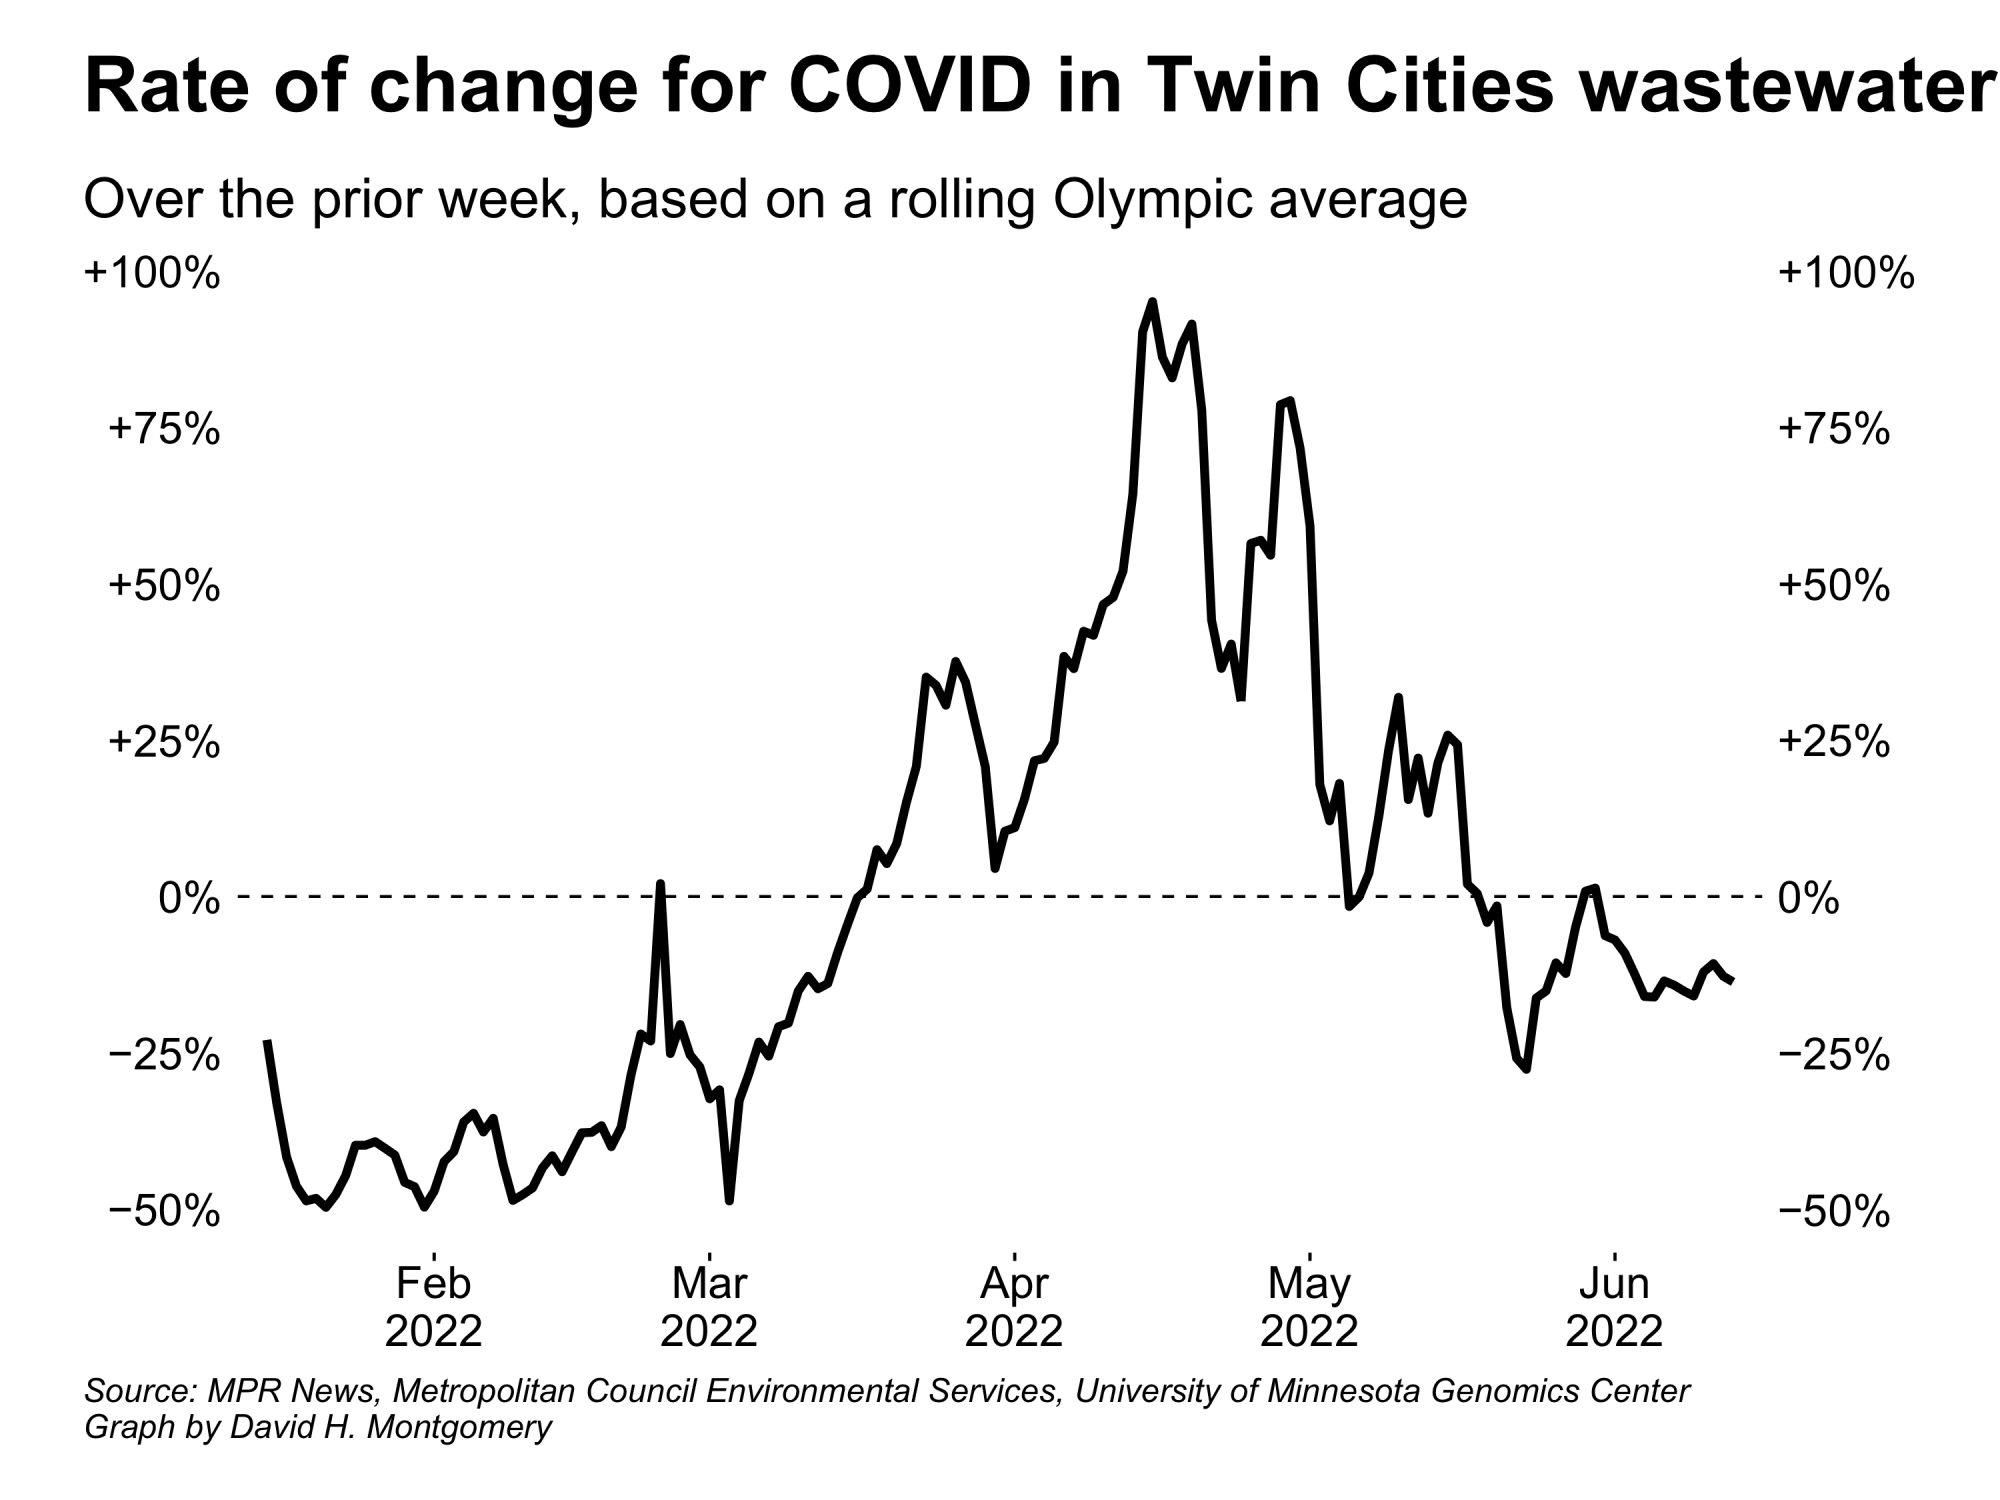 Rate of change for COVID in Twin Cities wastewater
Over the prior week, based on a rolling Olympic average
+100% +100%
+75% +75%
+50% +50%
+25% +25%
0% 0%
−25% −25%
−50% −50%
Feb Mar Apr May Jun
2022 2022 2022 2022 2022
Source: MPR News, Metropolitan Council Environmental Services, University of Minnesota Genomics Center
Graph by David H. Montgomery